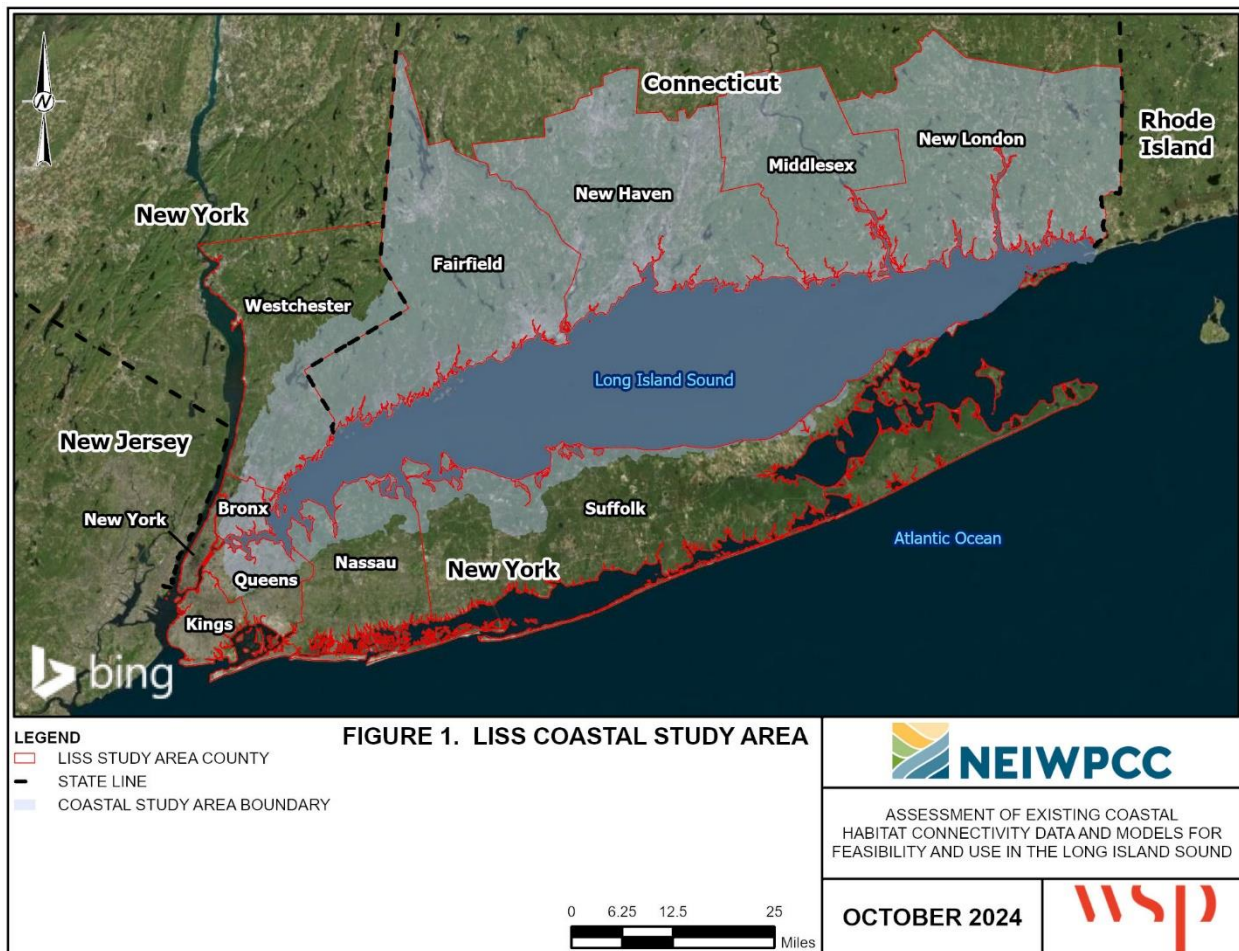 N
Connecticut
Rhode
Island
New London
Middlesex
New Haven
New York
Fairfield
Westchester
Long Island Sound
New Jersey
Bronx
New York
Suffolk
Atlantic Ocean
Nassau
New York
Queens
Kings
bing
LEGEND
LISS STUDY AREA COUNTY
STATE LINE
COASTAL STUDY AREA BOUNDARY
FIGURE 1. LISS COASTAL STUDY AREA
0 6.25 12.5 25
Miles
NEIWPCC
ASSESSMENT OF EXISTING COASTAL
HABITAT CONNECTIVITY DATA AND MODELS FOR
FEASIBILITY AND USE IN THE LONG ISLAND SOUND
OCTOBER 2024
wsp